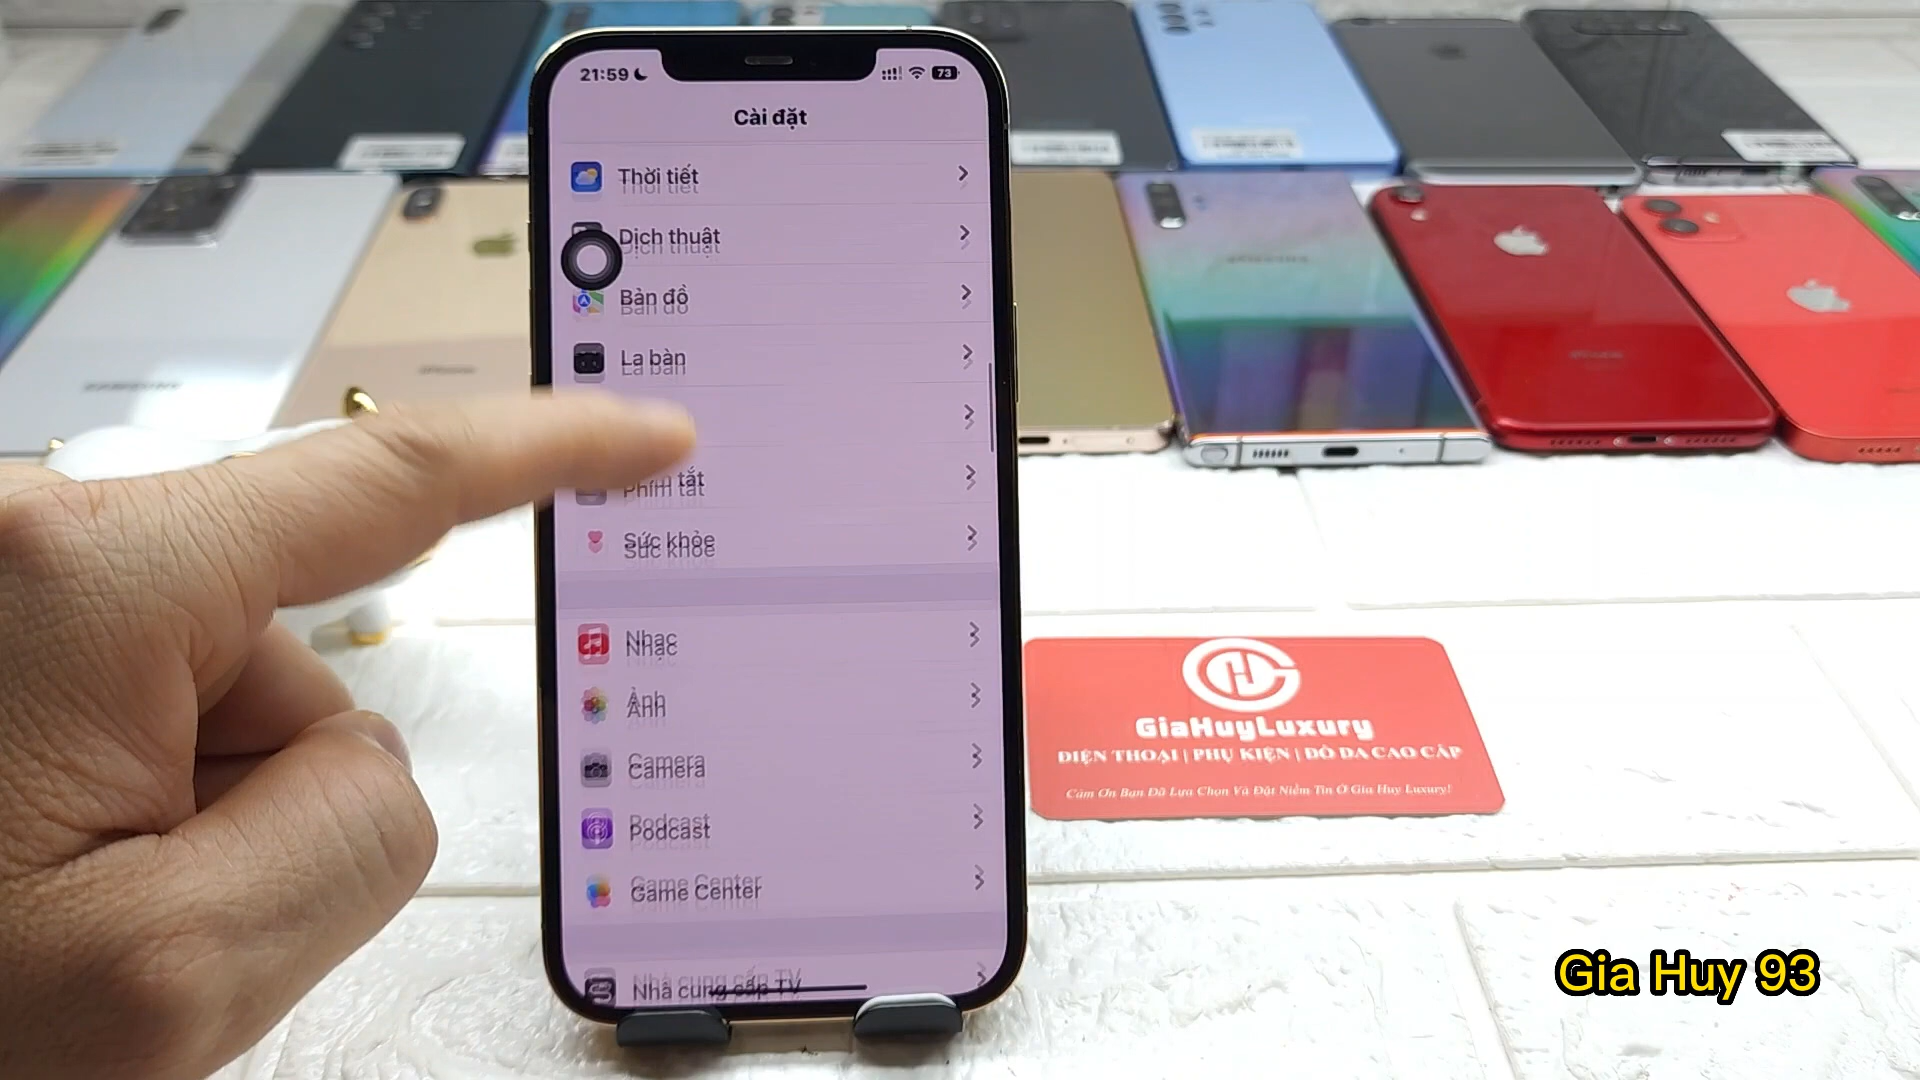 21:59
73
Cài đặt
Thời tiết
Dịch thuật
Bản đồ
La bàn
tắt
Sức khỏe
Nhạc
Ảnh
Camera
Podcast
Game Center
Nhà cung cấp TV
SAMSUNG
GiaHuyLuxury
ĐIỆN THOẠI | PHỤ KIỆN | ĐỒ DA CAO CẤP
Cảm Ơn Bạn Đã Lựa Chọn Và Đặt Niềm Tin Ở Gia Huy Luxury!
Gia Huy 93